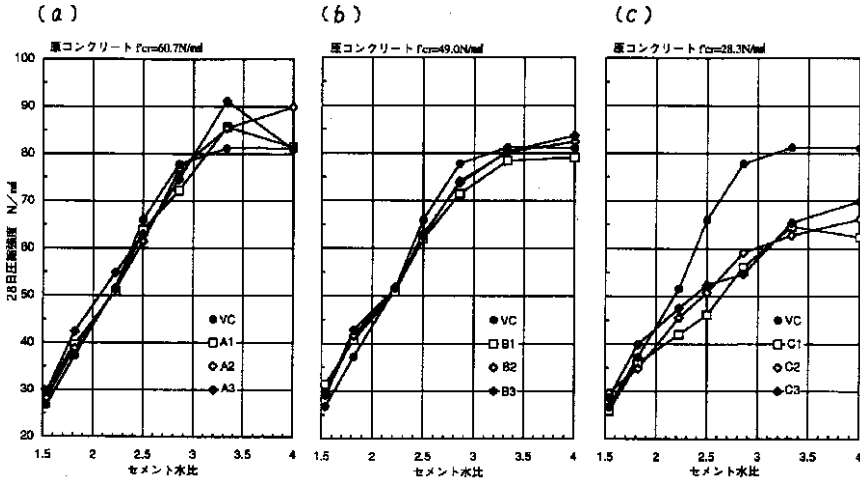 (a)
(b)
(c)
原コンクリート f'cr=60.7N/m㎡
原コンクリート f'cr=49.0N/m㎡
原コンクリート f'cr=28.3N/m㎡
28日圧縮強度 N/m㎡
100
90
80
70
60
50
40
30
20
VC
A1
A2
A3
VC
B1
B2
B3
VC
C1
C2
C3
1.5 2 2.5 3 3.5 4
1.5 2 2.5 3 3.5 4
1.5 2 2.5 3 3.5 4
セメント水比
セメント水比
セメント水比